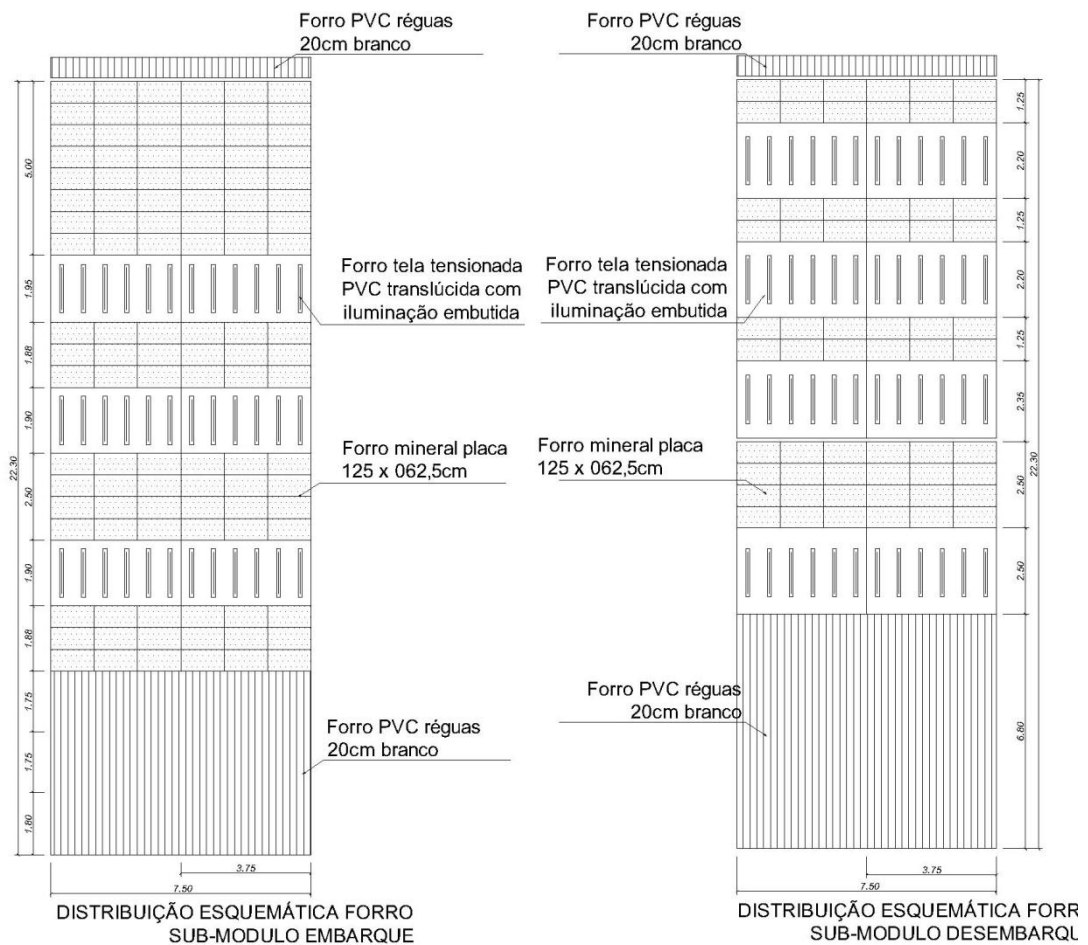 Forro PVC réguas
20cm branco
5.00
1.95
1.88
1.90
2.50
1.90
1.88
1.75
1.75
1.80
22.30
Forro tela tensionada
PVC translúcida com
iluminação embutida
Forro mineral placa
125 x 062,5cm
Forro PVC réguas
20cm branco
3.75
7.50
DISTRIBUIÇÃO ESQUEMÁTICA FORRO
SUB-MODULO EMBARQUE
Forro PVC réguas
20cm branco
Forro tela tensionada
PVC translúcida com
iluminação embutida
Forro mineral placa
125 x 062,5cm
Forro PVC réguas
20cm branco
1.25
2.20
1.25
2.20
1.25
2.35
2.50
2.50
6.80
22.30
3.75
7.50
DISTRIBUIÇÃO ESQUEMÁTICA FORR
SUB-MODULO DESEMBARQU